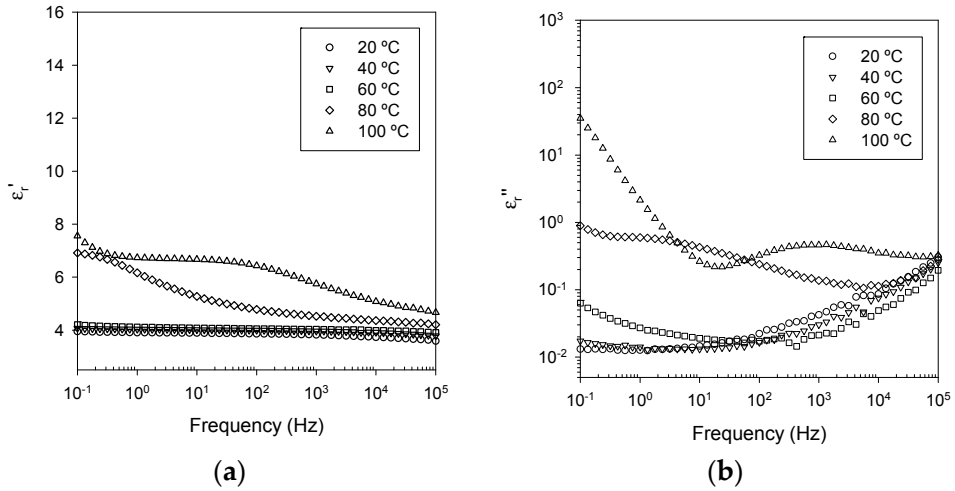 16
14
12
10
8
6
4
εr'
20 ºC
40 ºC
60 ºC
80 ºC
100 ºC
10-1 100 101 102 103 104 105
Frequency (Hz)
(a)
103
102
101
100
10-1
10-2
εr''
20 ºC
40 ºC
60 ºC
80 ºC
100 ºC
10-1 100 101 102 103 104 105
Frequency (Hz)
(b)